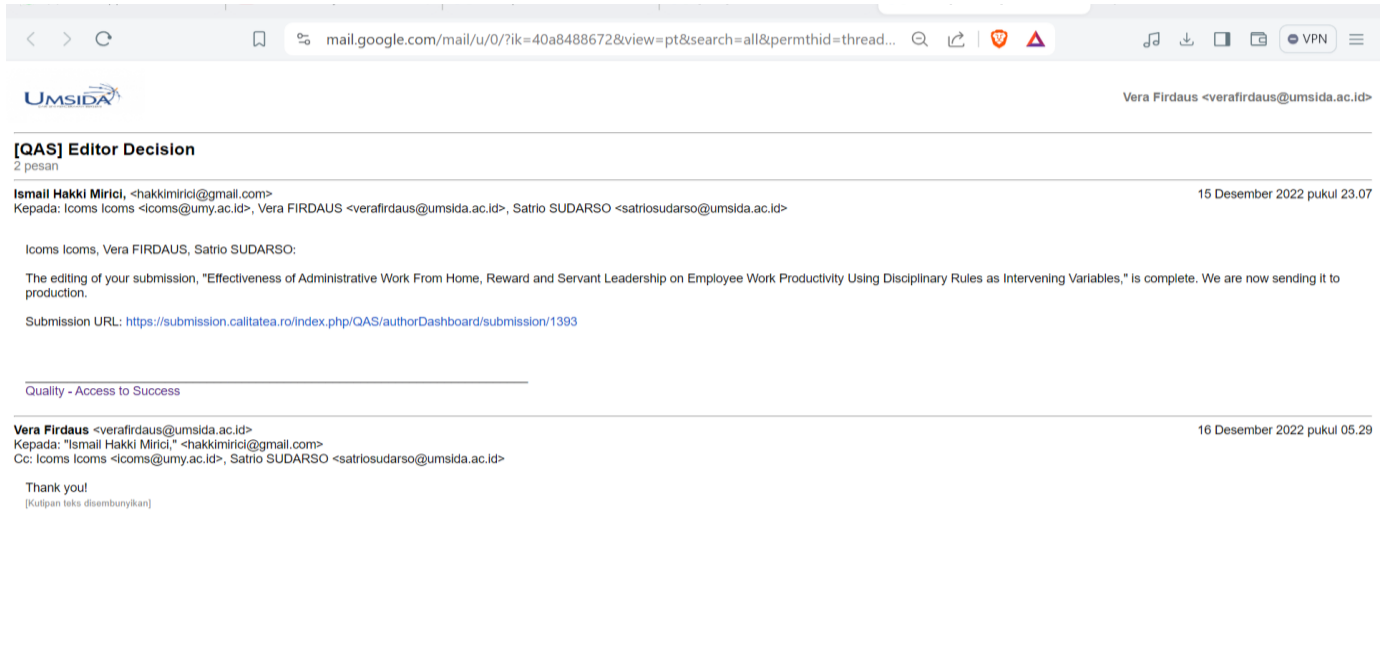 mail.google.com/mail/u/0/?ik=40a8488672&view=pt&search=all&permthid=thread...
VPN
UMSIDA
Vera Firdaus <verafirdaus@umsida.ac.id>
[QAS] Editor Decision
2 pesan
Ismail Hakki Mirici, <hakkimirici@gmail.com>
15 Desember 2022 pukul 23.07
Kepada: Icoms Icoms <icoms@umy.ac.id>, Vera FIRDAUS <verafirdaus@umsida.ac.id>, Satrio SUDARSO <satriosudarso@umsida.ac.id>
Icoms Icoms, Vera FIRDAUS, Satrio SUDARSO:
The editing of your submission, "Effectiveness of Administrative Work From Home, Reward and Servant Leadership on Employee Work Productivity Using Disciplinary Rules as Intervening Variables," is complete. We are now sending it to
production.
Submission URL: https://submission.calitatea.ro/index.php/QAS/authorDashboard/submission/1393
Quality - Access to Success
Vera Firdaus <verafirdaus@umsida.ac.id>
16 Desember 2022 pukul 05.29
Kepada: "Ismail Hakki Mirici," <hakkimirici@gmail.com>
Cc: Icoms Icoms <icoms@umy.ac.id>, Satrio SUDARSO <satriosudarso@umsida.ac.id>
Thank you!
[Kutipan teks disembunyikan]